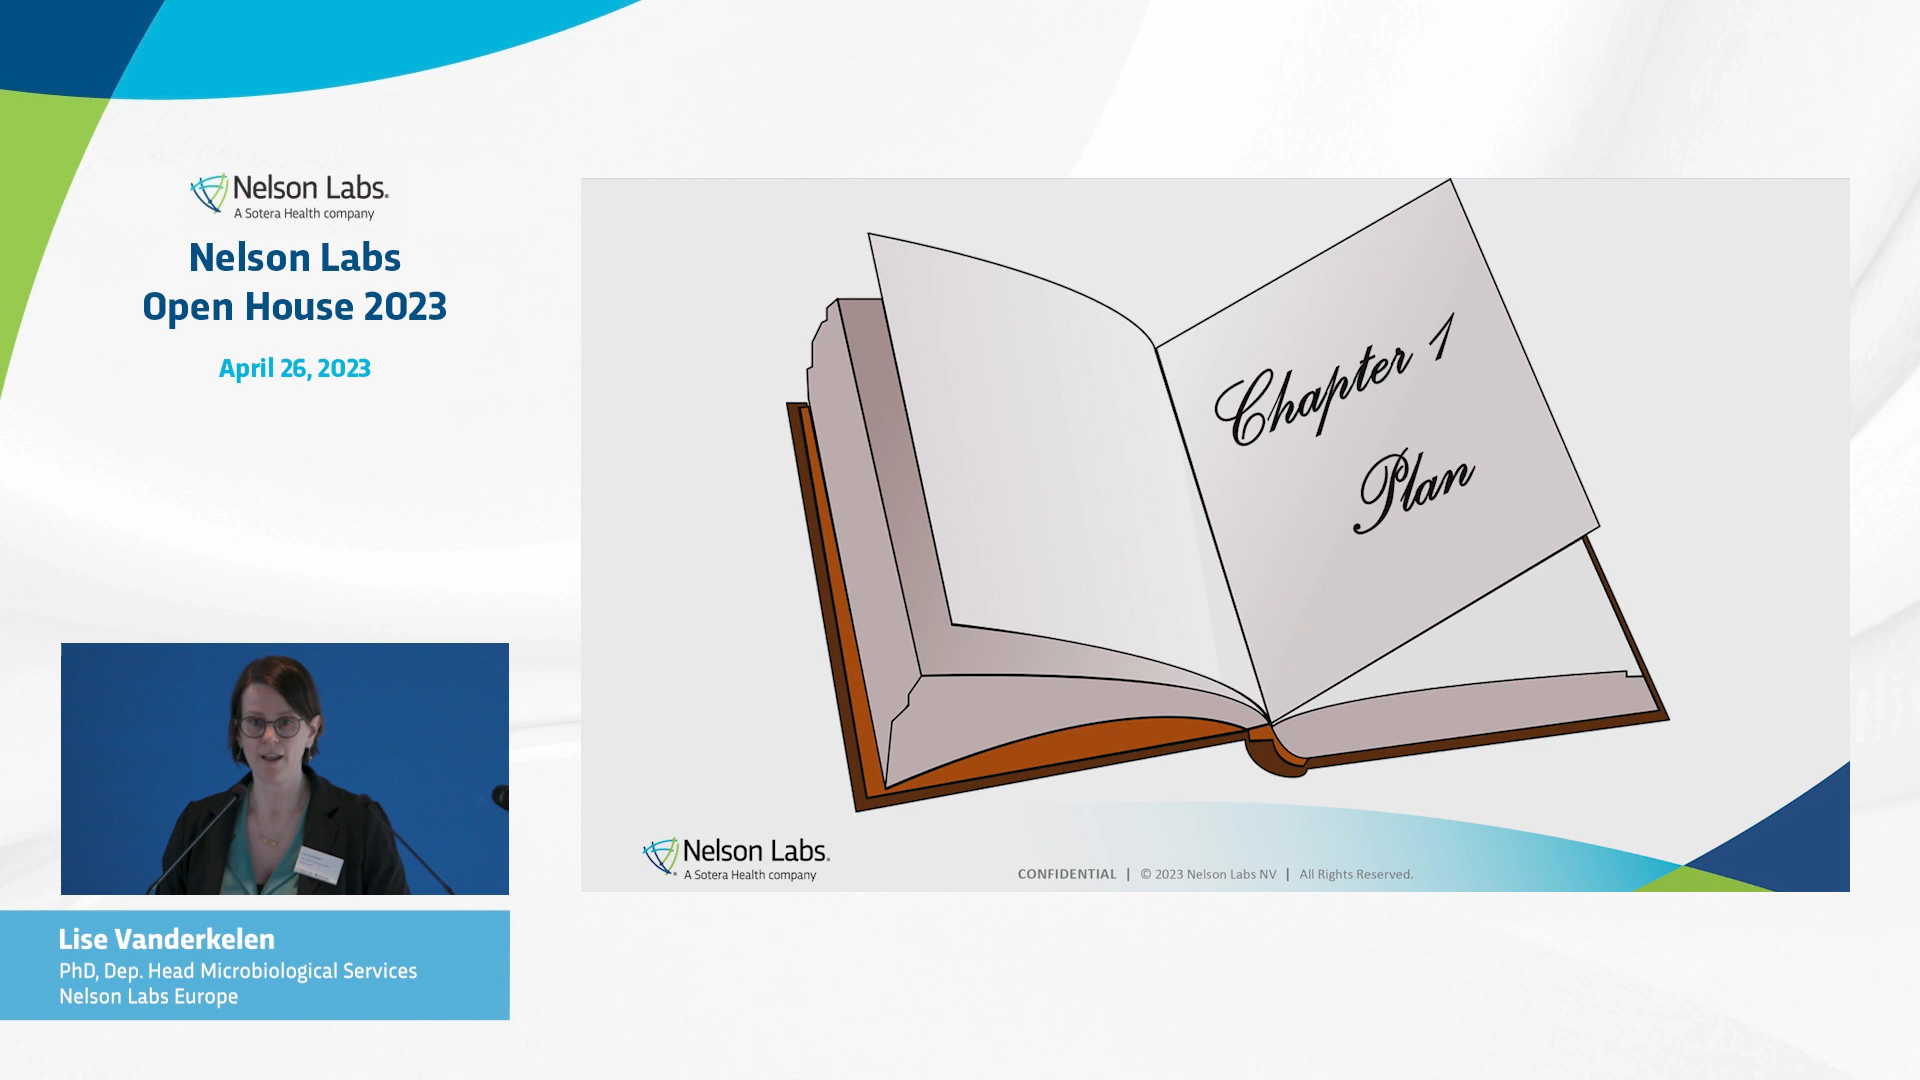 Nelson Labs.
A Sotera Health company
Nelson Labs
Open House 2023
April 26, 2023
Chapter 1
Plan
Nelson Labs.
A Sotera Health company
CONFIDENTIAL | © 2023 Nelson Labs NV | All Rights Reserved.
Lise Vanderkelen
PhD, Dep. Head Microbiological Services
Nelson Labs Europe